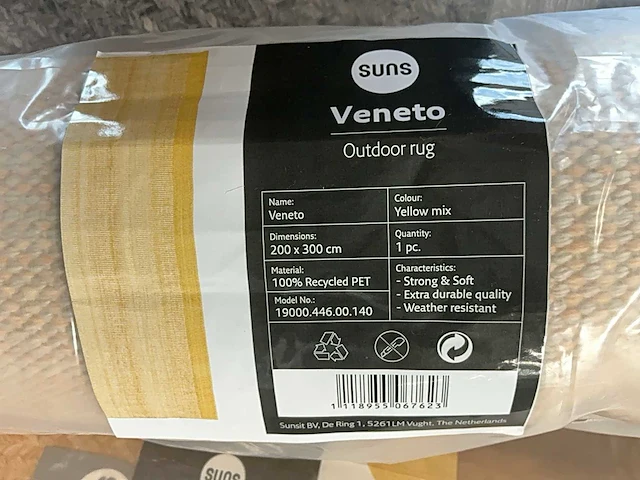 suns
Veneto
Outdoor rug
Name:
Veneto
Colour:
Yellow mix
Dimensions:
200 x 300 cm
Quantity:
1 pc.
Material:
100% Recycled PET
Characteristics:
- Strong & Soft
- Extra durable quality
- Weather resistant
Model No.:
19000.446.00.140
1 118955 067623
Sunsit BV, De Ring 1, 5261LM Vught, The Netherlands
suns